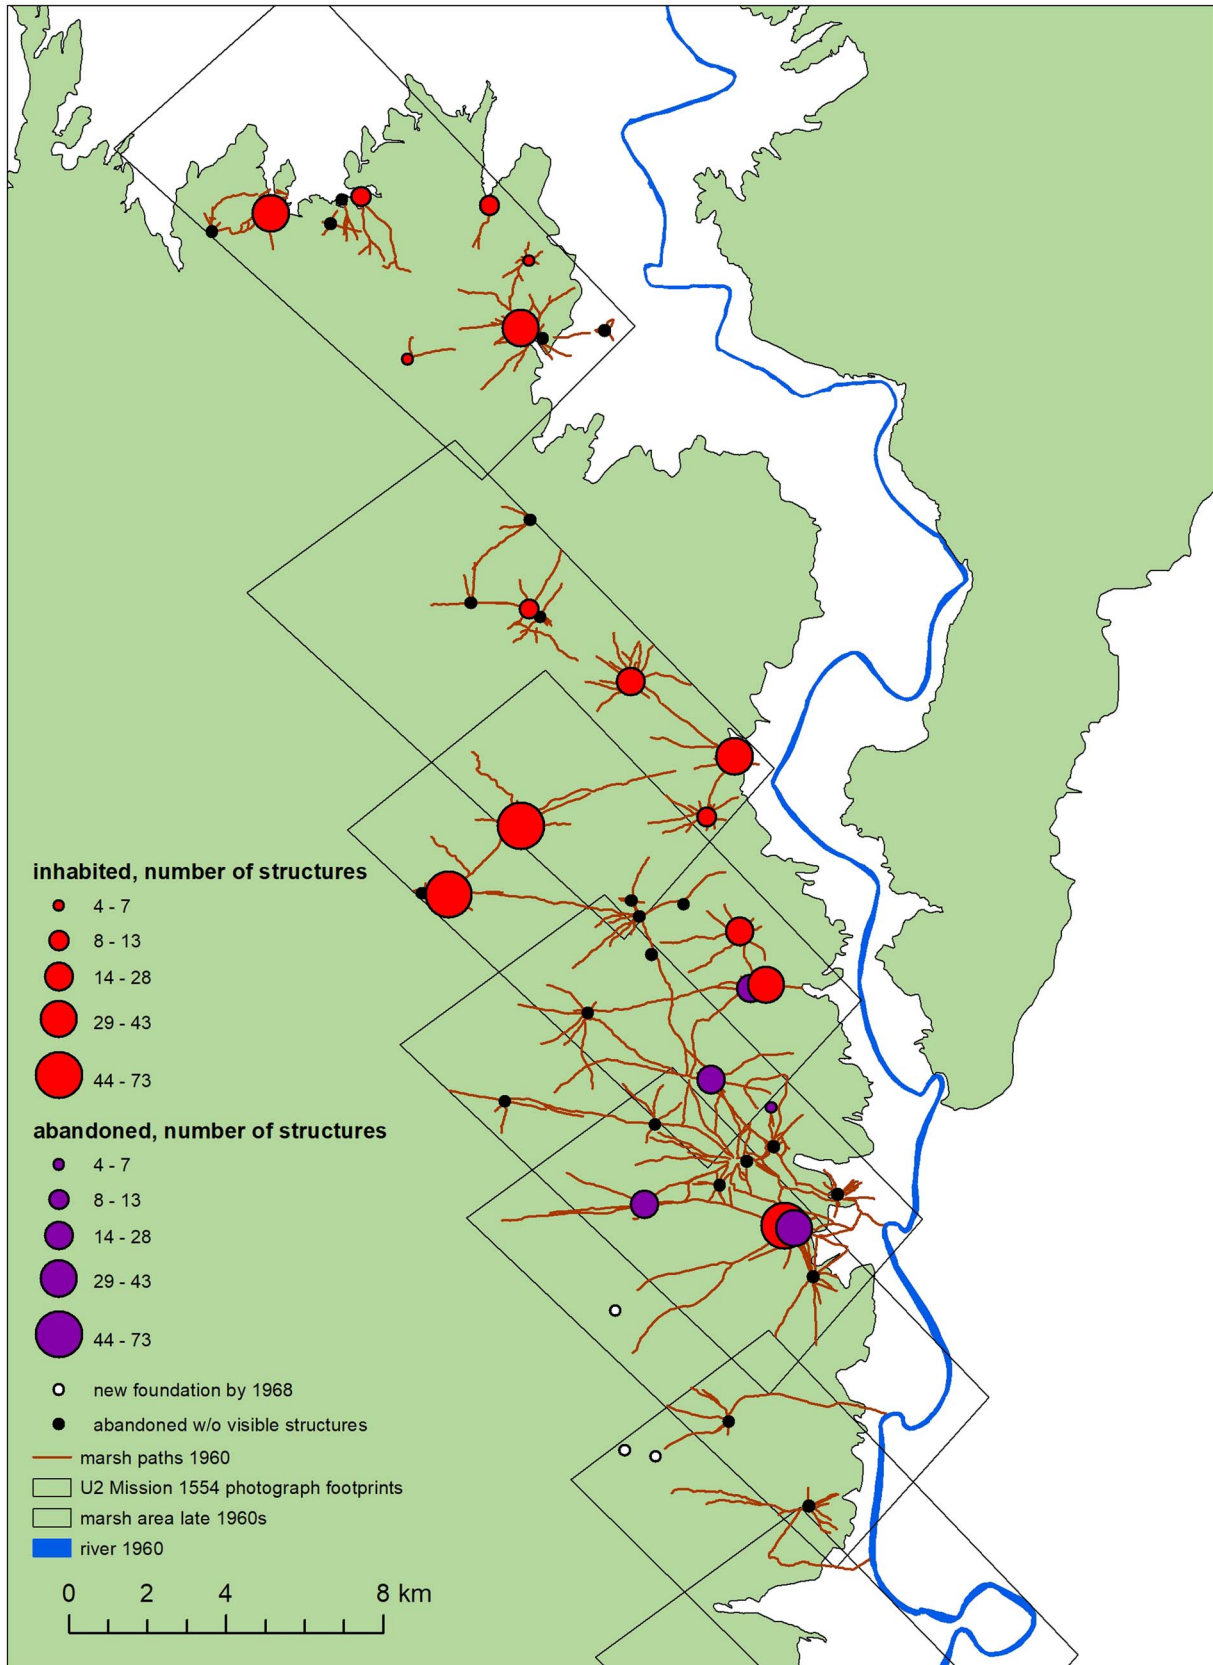 inhabited, number of structures
4 - 7
8 - 13
14 - 28
29 - 43
44 - 73
abandoned, number of structures
4 - 7
8 - 13
14 - 28
29 - 43
44 - 73
new foundation by 1968
abandoned w/o visible structures
marsh paths 1960
U2 Mission 1554 photograph footprints
marsh area late 1960s
river 1960
0 2 4 8 km